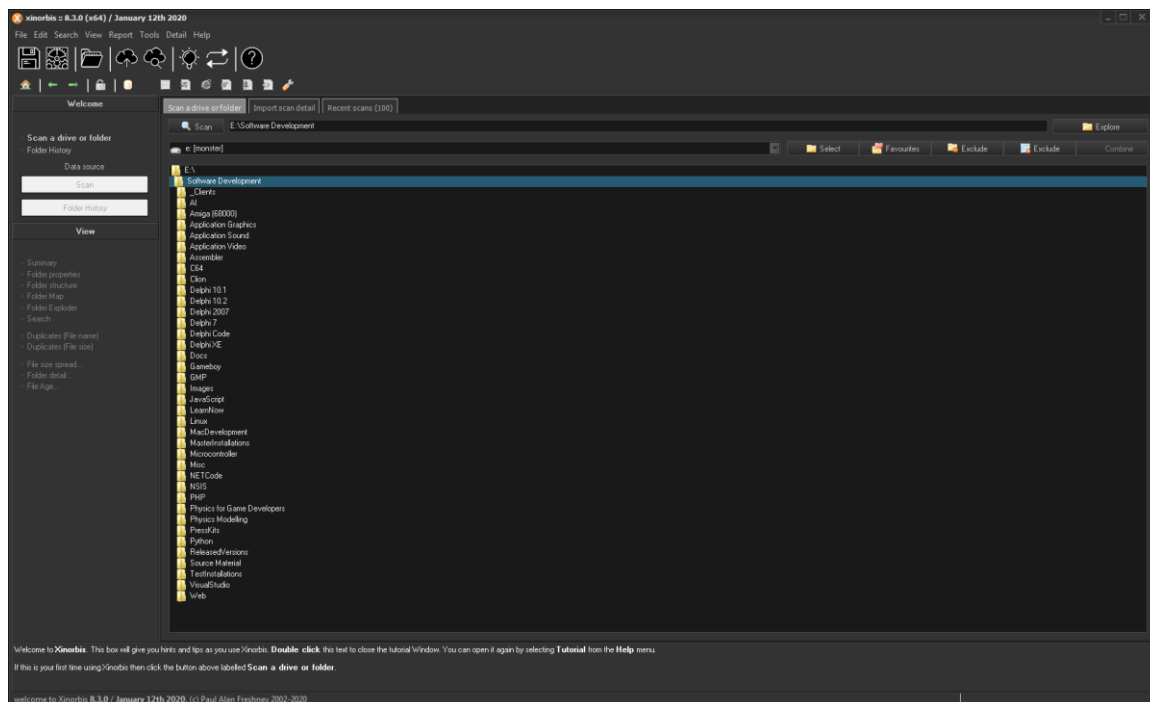 xinorbis :: 8.3.0 (x64) / January 12th 2020
File Edit Search View Report Tools Detail Help
Welcome
Scan a drive or folder
Folder History
Data source
Scan
Folder History
View
Summary
Folder properties
Folder structure
Folder Map
Folder Exploder
Search
Duplicates (File name)
Duplicates (File size)
File size spread...
Folder detail...
File Age...
Scan a drive or folder Import scan detail Recent scans (100)
Scan E:\Software Development Explore
e: [monster] Select Favourites Exclude Exclude Combine
E:\
Software Development
_Clients
AI
Amiga (68000)
Application Graphics
Application Sound
Application Video
Assembler
C64
Clion
Delphi 10.1
Delphi 10.2
Delphi 2007
Delphi 7
Delphi Code
Delphi XE
Docs
Gameboy
GMP
Images
JavaScript
LearnNow
Linux
MacDevelopment
MasterInstallations
Microcontroller
Misc
NETCode
NSIS
PHP
Physics for Game Developers
Physics Modelling
PressKits
Python
ReleasedVersions
Source Material
TestInstallations
VisualStudio
Web
Welcome to Xinorbis. This box will give you hints and tips as you use Xinorbis. Double click this text to close the tutorial Window. You can open it again by selecting Tutorial from the Help menu.
If this is your first time using Xinorbis then click the button above labelled Scan a drive or folder.
welcome to Xinorbis 8.3.0 / January 12th 2020. (c) Paul Alan Freshney 2002-2020